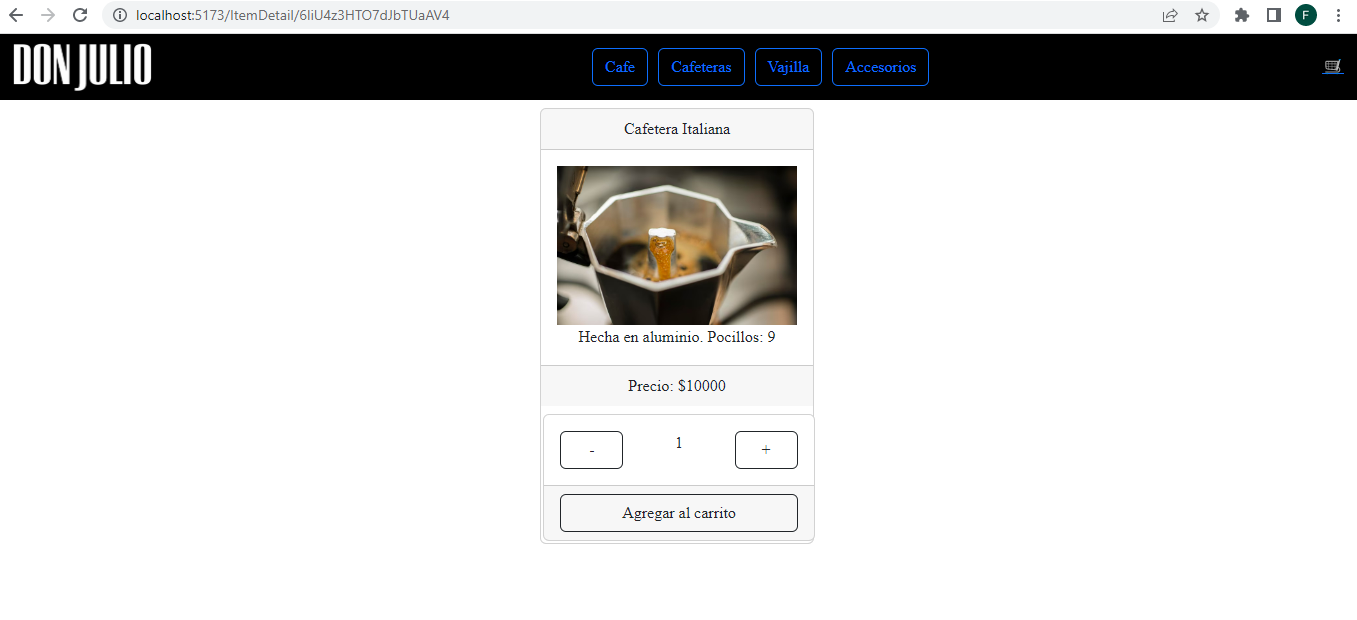 localhost:5173/ItemDetail/6liU4z3HTO7dJbTUaAV4
F
DON JULIO
Cafe
Cafeteras
Vajilla
Accesorios
Cafetera Italiana
Hecha en aluminio. Pocillos: 9
Precio: $10000
-
1
+
Agregar al carrito